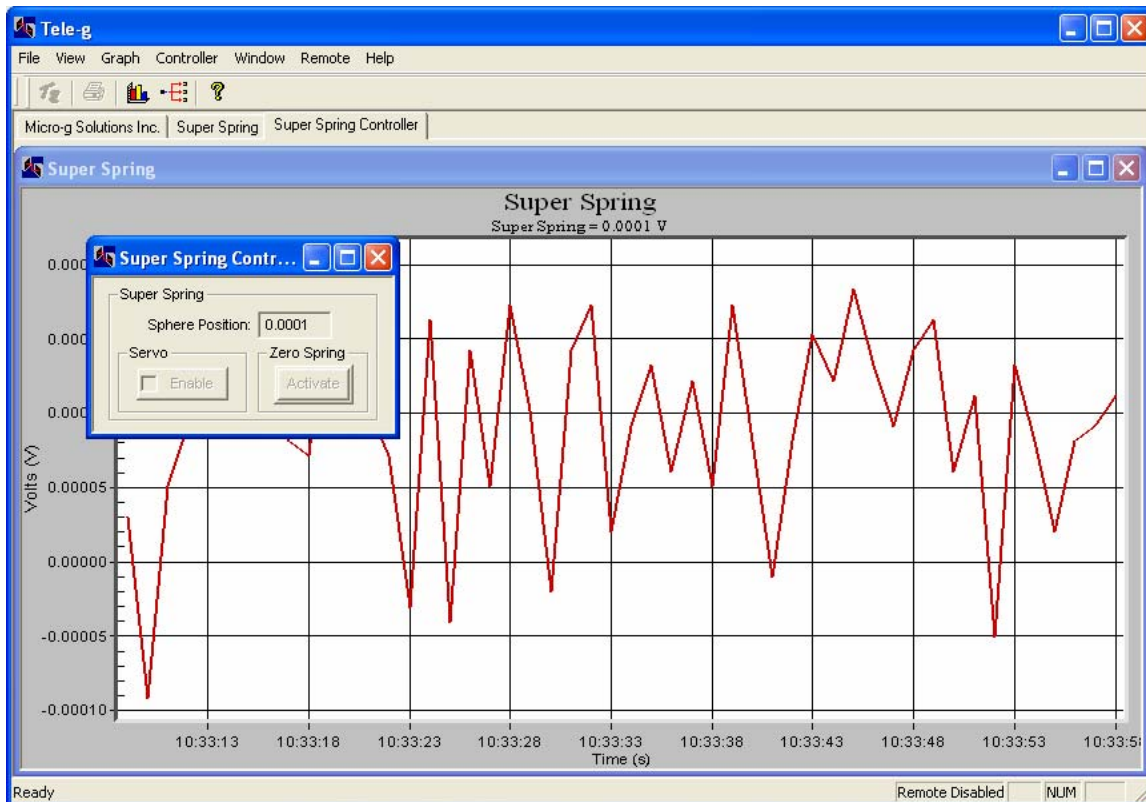 Tele-g
File View Graph Controller Window Remote Help
Micro-g Solutions Inc. Super Spring Super Spring Controller
Super Spring
Super Spring
Super Spring = 0.0001 V
Super Spring Contr...
Super Spring
Sphere Position: 0.0001
Servo Zero Spring
Enable Activate
Volts (V)
0.00005
0.00000
-0.00005
-0.00010
10:33:13 10:33:18 10:33:23 10:33:28 10:33:33 10:33:38 10:33:43 10:33:48 10:33:53
Time (s)
Ready Remote Disabled NUM